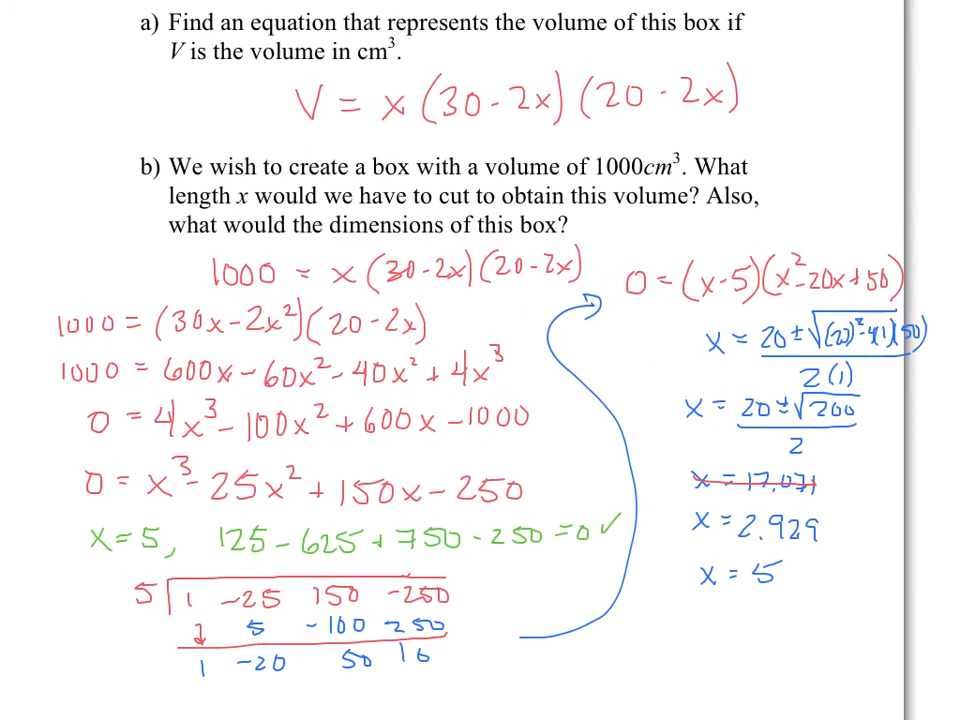 a) Find an equation that represents the volume of this box if
V is the volume in cm³.
V = x (30 - 2x) (20 - 2x)
b) We wish to create a box with a volume of 1000cm³. What
length x would we have to cut to obtain this volume? Also,
what would the dimensions of this box?
1000 = x (30 - 2x) (20 - 2x)
1000 = (30x - 2x²) (20 - 2x)
1000 = 600x - 60x² - 40x² + 4x³
0 = 4x³ - 100x² + 600x - 1000
0 = x³ - 25x² + 150x - 250
x = 5, 125 - 625 + 750 - 250 = 0 ✓
5 | 1 -25 150 -250
↓ 5 -100 250
1 -20 50 | 0
0 = (x - 5)(x² - 20x + 50)
x = 20 ± √(20)² - 4(1)(50)
2(1)
x = 20 ± √200
2
x = 17.071
x = 2.929
x = 5